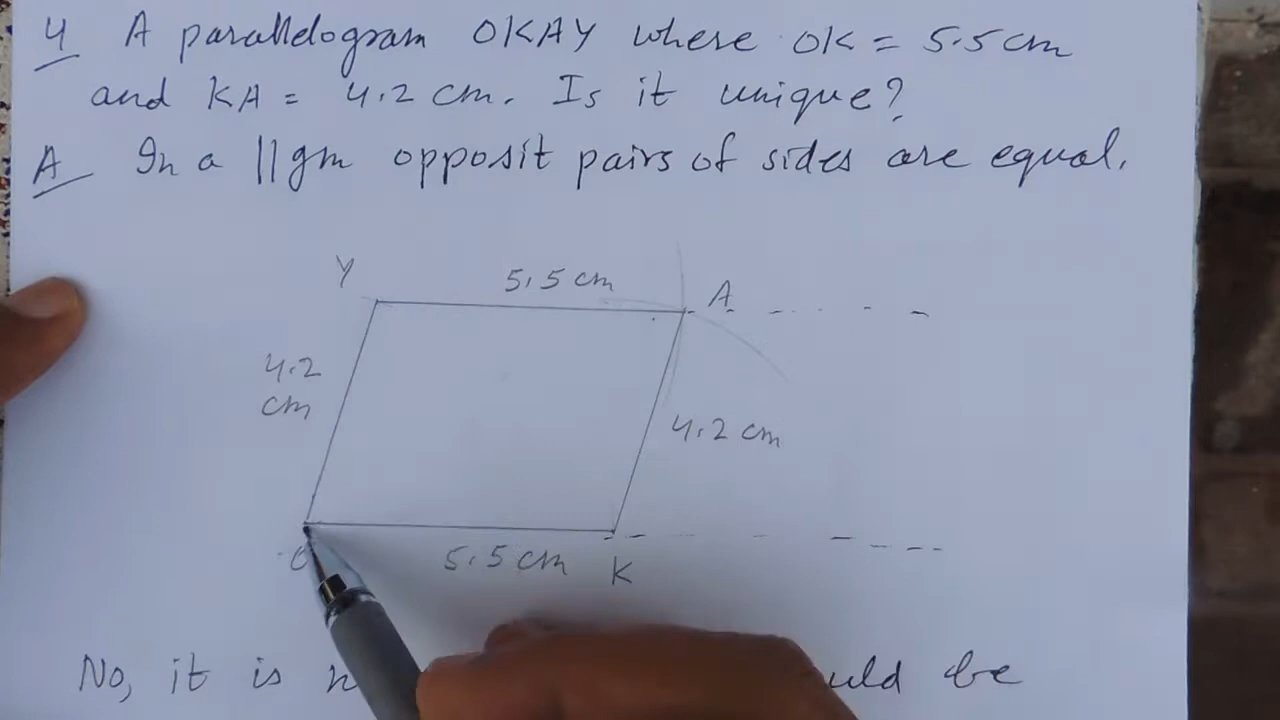 4 A parallelogram OKAY where OK = 5.5 cm
and KA = 4.2 cm. Is it unique?
A In a ||gm opposit pairs of sides are equal.
Y 5.5 cm A
4.2
cm
4.2 cm
5.5 cm K
No, it is be